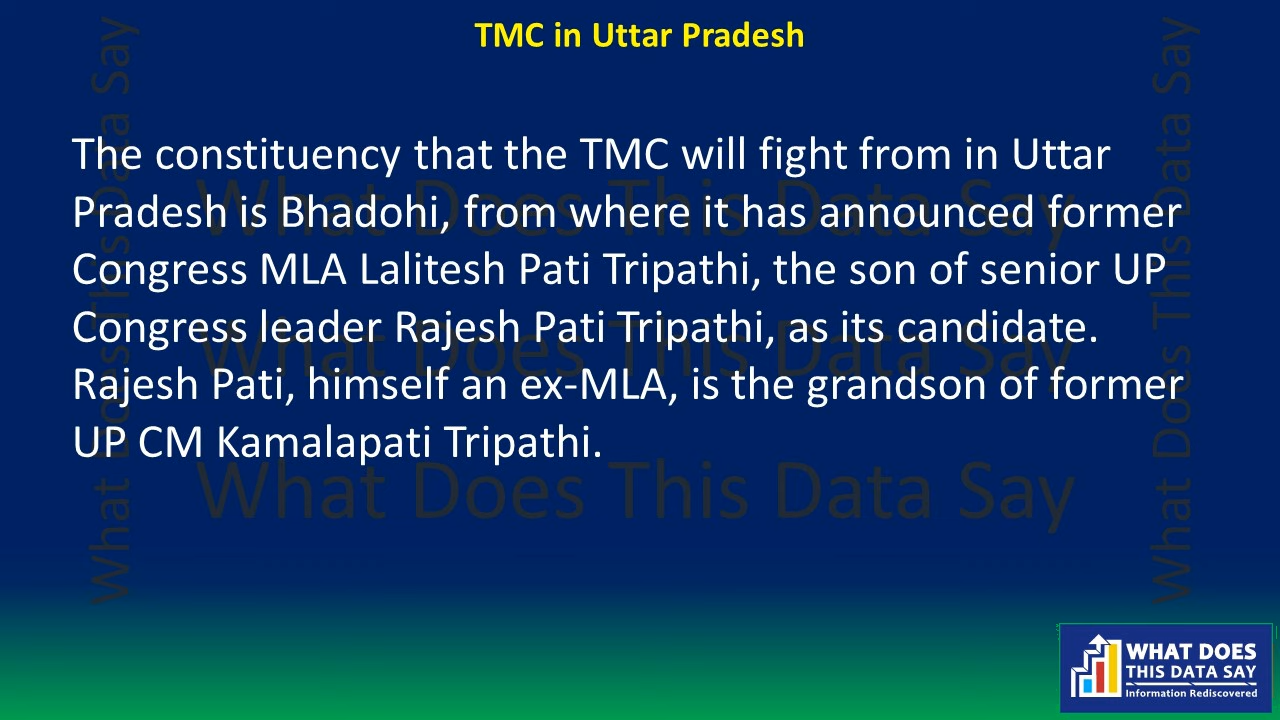 TMC in Uttar Pradesh
The constituency that the TMC will fight from in Uttar
Pradesh is Bhadohi, from where it has announced former
Congress MLA Lalitesh Pati Tripathi, the son of senior UP
Congress leader Rajesh Pati Tripathi, as its candidate.
Rajesh Pati, himself an ex-MLA, is the grandson of former
UP CM Kamalapati Tripathi.
What Does This Data Say
What Does This Data Say
What Does This Data Say
What Does This Data Say
What Does This Data Say
WHAT DOES
THIS DATA SAY
Information Rediscovered